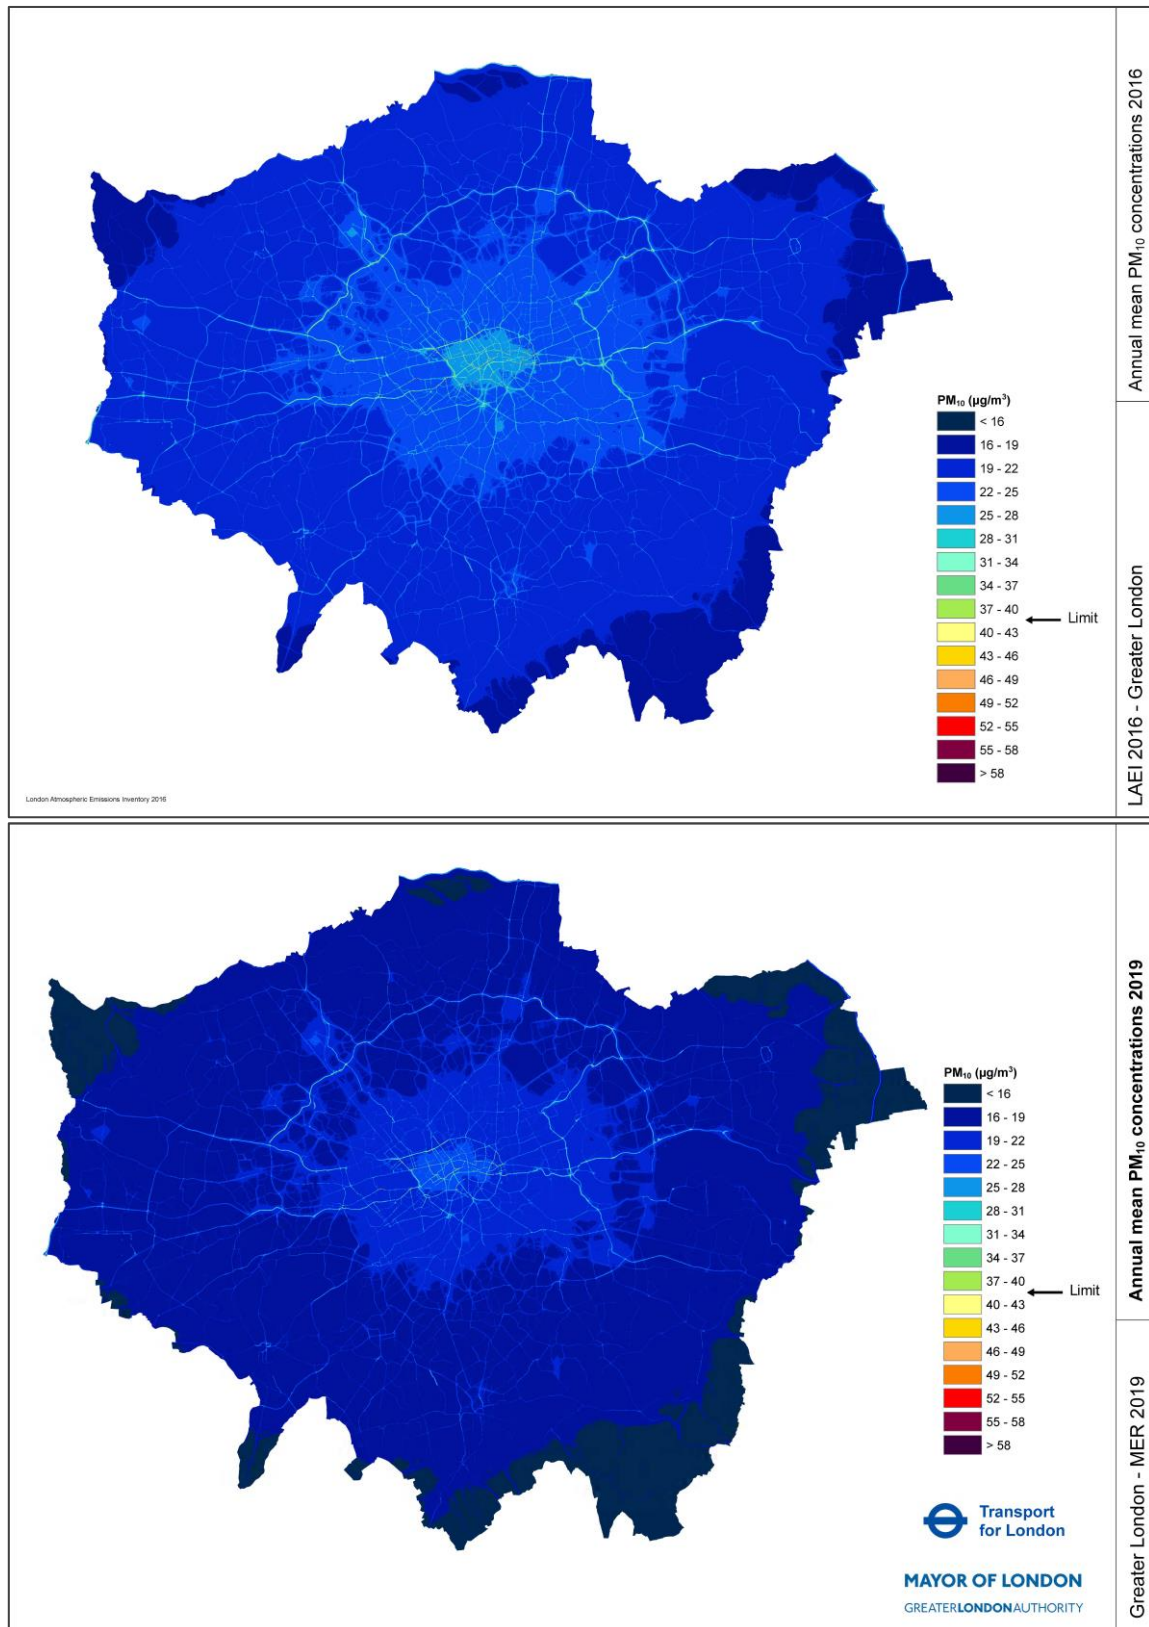 Annual mean PM₁₀ concentrations 2016
LAEI 2016 - Greater London
PM₁₀ (µg/m³)
< 16
16 - 19
19 - 22
22 - 25
25 - 28
28 - 31
31 - 34
34 - 37
37 - 40
Limit
40 - 43
43 - 46
46 - 49
49 - 52
52 - 55
55 - 58
> 58
London Atmospheric Emissions Inventory 2016
Annual mean PM₁₀ concentrations 2019
Greater London - MER 2019
PM₁₀ (µg/m³)
< 16
16 - 19
19 - 22
22 - 25
25 - 28
28 - 31
31 - 34
34 - 37
37 - 40
Limit
40 - 43
43 - 46
46 - 49
49 - 52
52 - 55
55 - 58
> 58
Transport
for London
MAYOR OF LONDON
GREATERLONDONAUTHORITY